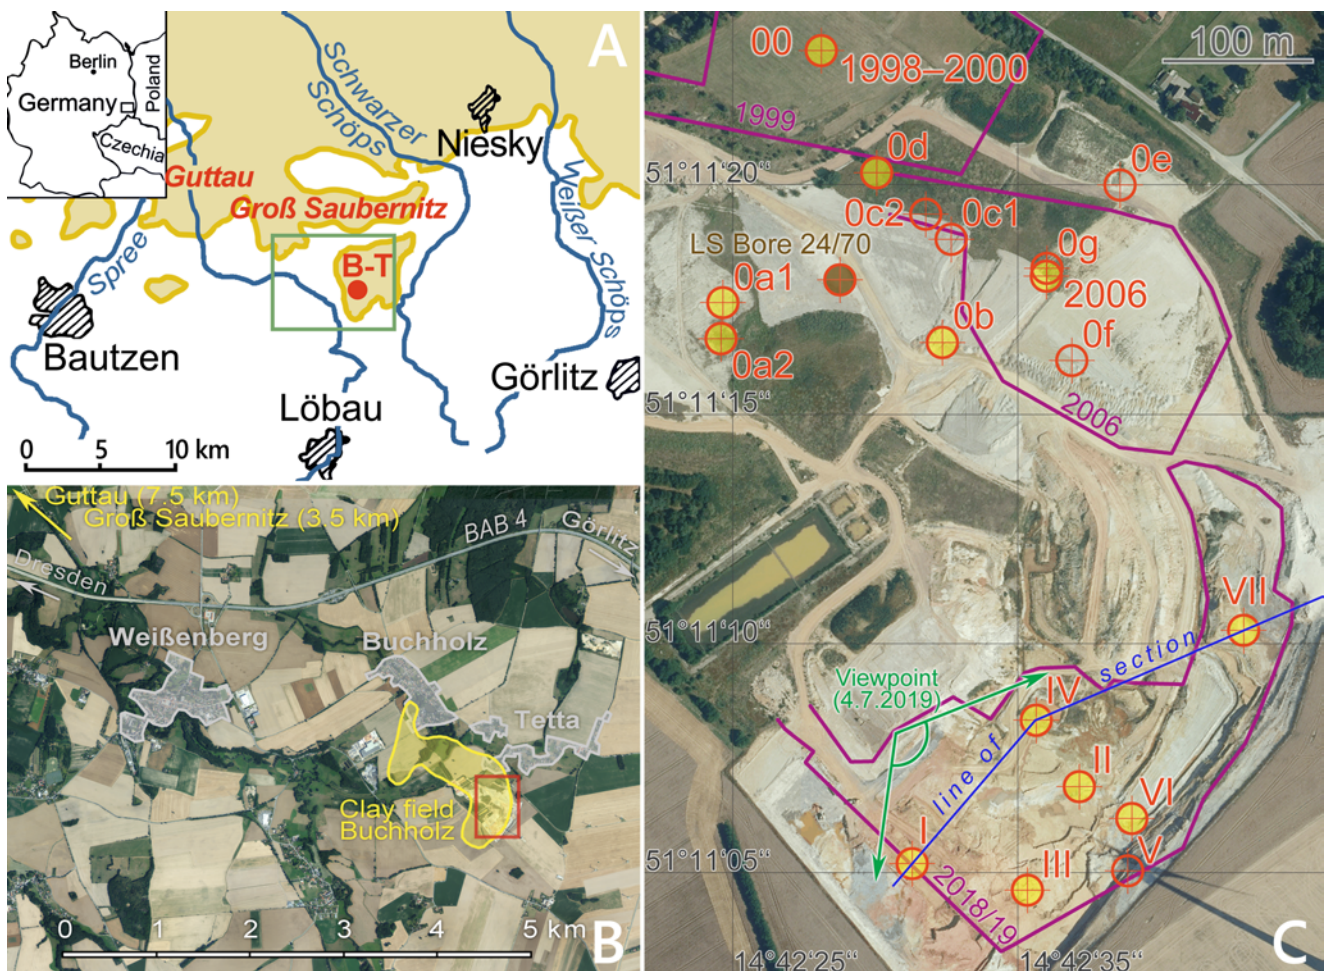 A
Berlin
Poland
Germany
Czechia
Schwarzer
Schöps
Niesky
Weißer Schöps
Guttau
Groß Saubernitz
B-T
Spree
Bautzen
Görlitz
Löbau
0 5 10 km
Guttau (7.5 km)
Groß Saubernitz (3.5 km)
BAB 4
Görlitz
Dresden
Weißenberg
Buchholz
Tetta
Clay field
Buchholz
0 1 2 3 4 5 km
B
00
1998–2000
100 m
1999
0d
0e
51°11'20“
0c2
0c1
LS Bore 24/70
0g
0a1
2006
0b
0f
0a2
51°11'15“
2006
VII
51°11'10“
section
Viewpoint
(4.7.2019)
IV
line of
II
VI
I
V
51°11'05“
III
2018/19
14°42'25“
14°42'35“
C